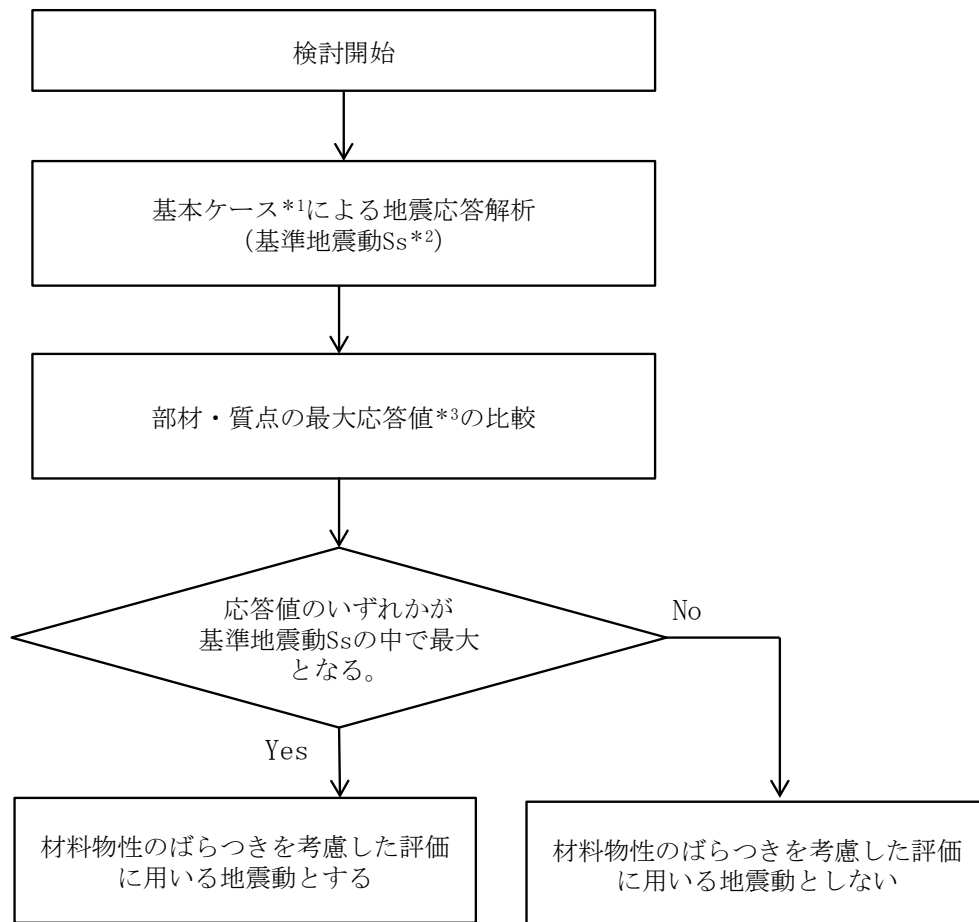 検討開始
基本ケース*1による地震応答解析
（基準地震動Ss*2）
部材・質点の最大応答値*3の比較
応答値のいずれかが
基準地震動Ssの中で最大
となる。
No
Yes
材料物性のばらつきを考慮した評価
に用いる地震動とする
材料物性のばらつきを考慮した評価
に用いる地震動としない